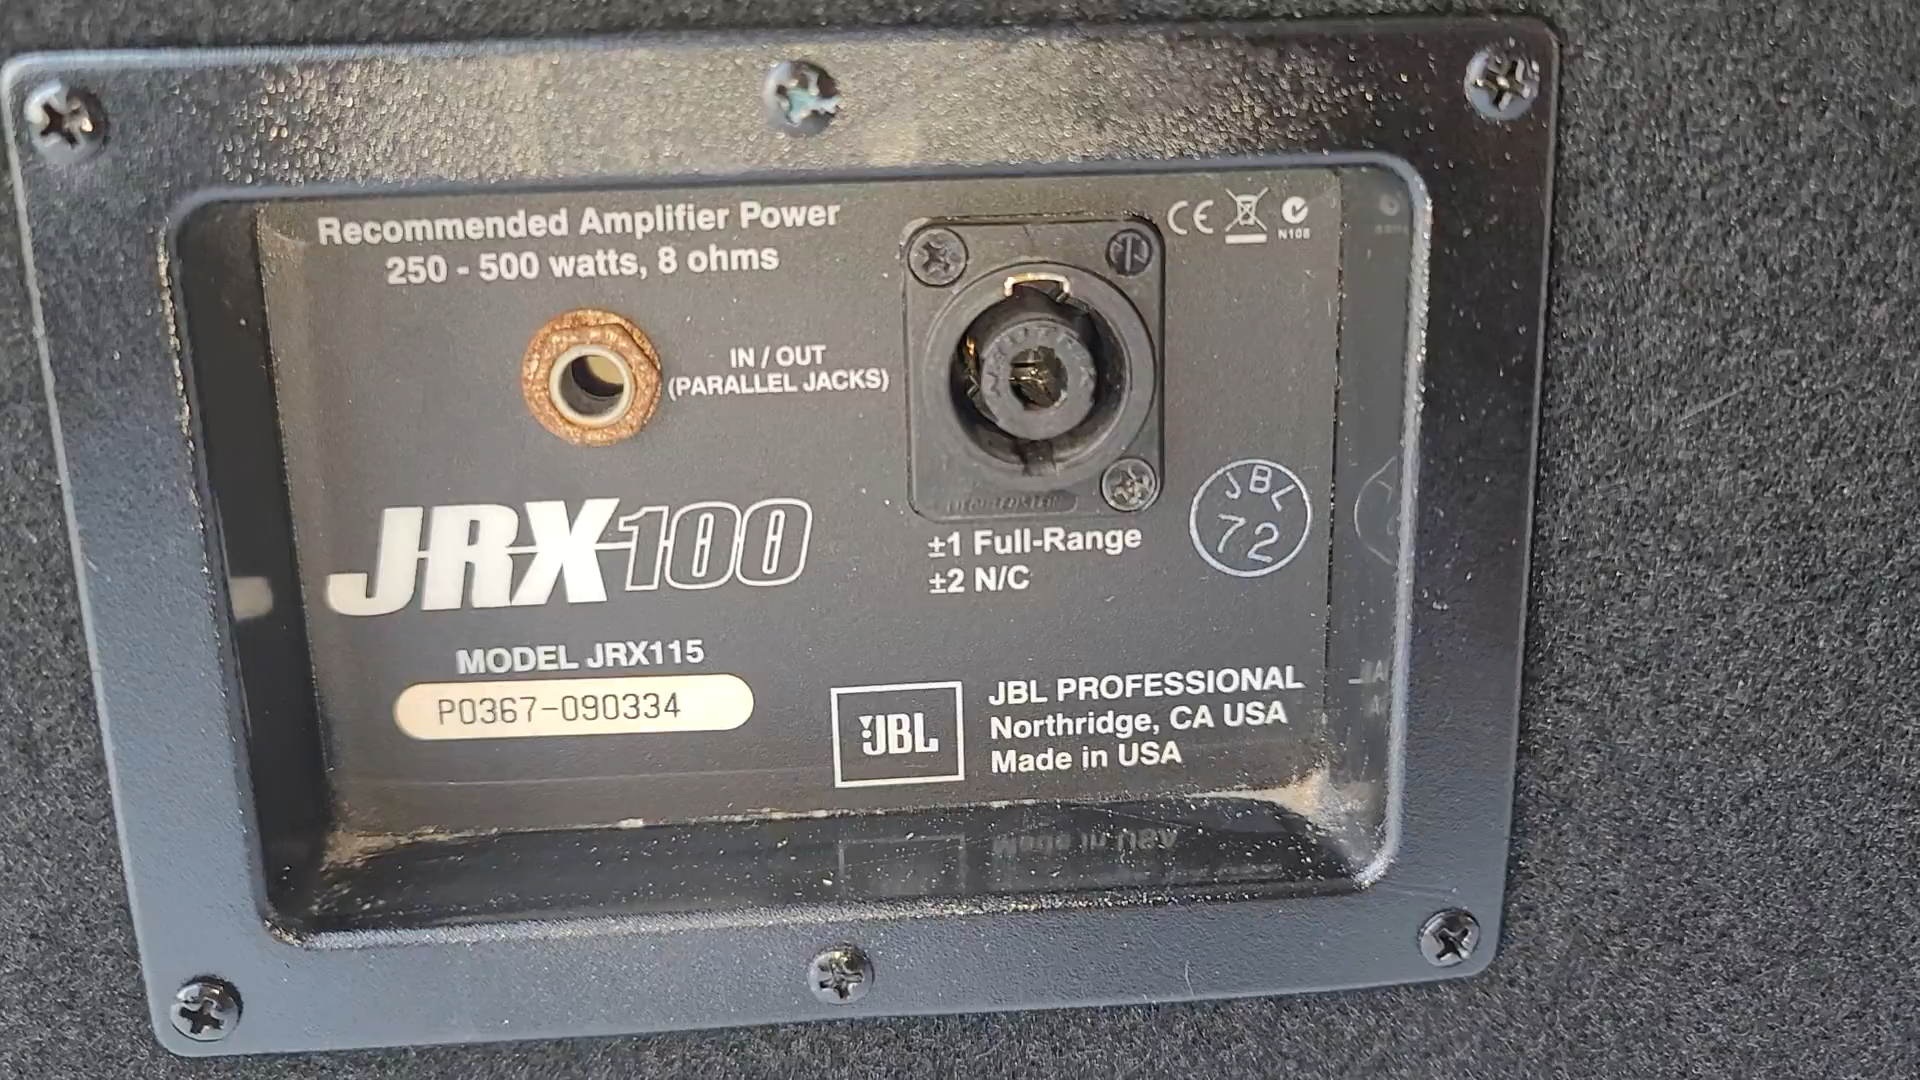 Recommended Amplifier Power
250 - 500 watts, 8 ohms
N108
IN / OUT
(PARALLEL JACKS)
JBL
72
JRX100
±1 Full-Range
±2 N/C
MODEL JRX115
P0367-090334
JBL
JBL PROFESSIONAL
Northridge, CA USA
Made in USA